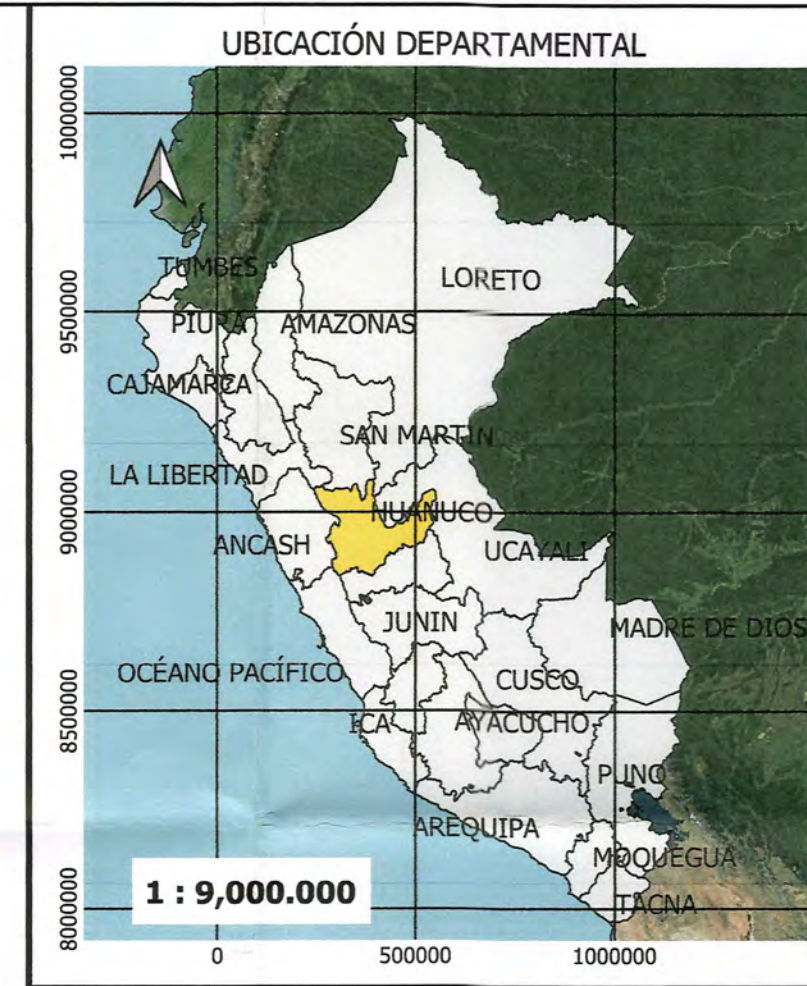 UBICACIÓN DEPARTAMENTAL
10000000
TUMBES
LORETO
9500000
PIURA
AMAZONAS
CAJAMARCA
SAN MARTIN
LA LIBERTAD
9000000
HUANUCO
ANCASH
UCAYALI
JUNIN
MADRE DE DIOS
OCÉANO PACÍFICO
CUSCO
8500000
ICA
AYACUCHO
PUNO
AREQUIPA
MOQUEGUA
1 : 9,000.000
8000000
TACNA
0
500000
1000000